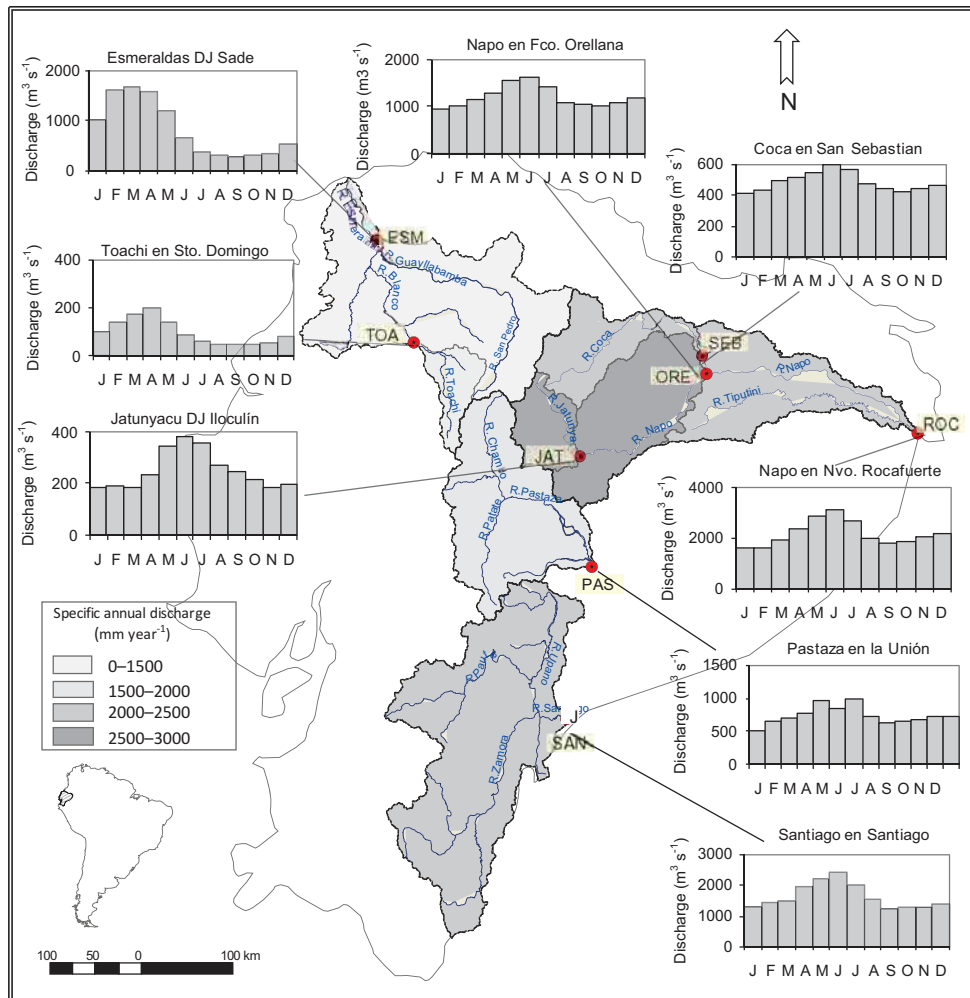 Esmeraldas DJ Sade
Discharge (m³ s⁻¹)
2000
1000
0
J F M A M J J A S O N D
Napo en Fco. Orellana
Discharge (m3 s⁻¹)
2000
1000
0
J F M A M J J A S O N D
N
Coca en San Sebastian
Discharge (m³ s⁻¹)
600
400
200
0
J F M A M J J A S O N D
Toachi en Sto. Domingo
Discharge (m³ s⁻¹)
400
200
0
J F M A M J J A S O N D
Jatunyacu DJ Iloculín
Discharge (m³ s⁻¹)
400
200
0
J F M A M J J A S O N D
ESM
R.Guayllabamba
R.Blanco
TOA
R.San Pedro
R.Toachi
R.Coca
SEB
ORE
R.Napo
R.Tiputini
ROC
R.Jatunya
R. Napo
JAT
R.Chambo
R.Pastaza
R.Patate
PAS
R.Upano
R.Zamora
SAN
Napo en Nvo. Rocafuerte
Discharge (m³ s⁻¹)
4000
2000
0
J F M A M J J A S O N D
Pastaza en la Unión
Discharge (m³ s⁻¹)
1500
1000
500
0
J F M A M J J A S O N D
Santiago en Santiago
Discharge (m³ s⁻¹)
3000
2000
1000
0
J F M A M J J A S O N D
Specific annual discharge
(mm year⁻¹)
0–1500
1500–2000
2000–2500
2500–3000
100 50 0 100 km